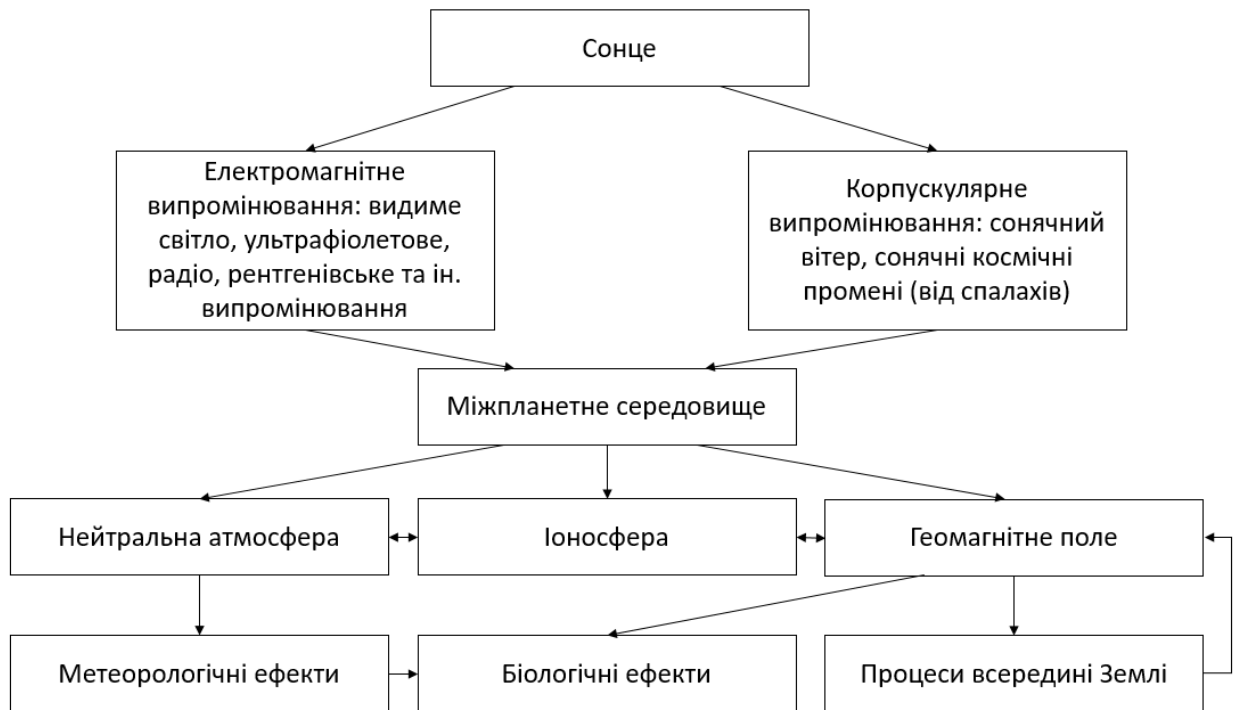 Сонце
Електромагнітне
випромінювання: видиме
світло, ультрафіолетове,
радіо, рентгенівське та ін.
випромінювання
Корпускулярне
випромінювання: сонячний
вітер, сонячні космічні
промені (від спалахів)
Міжпланетне середовище
Нейтральна атмосфера
Іоносфера
Геомагнітне поле
Метеорологічні ефекти
Біологічні ефекти
Процеси всередині Землі